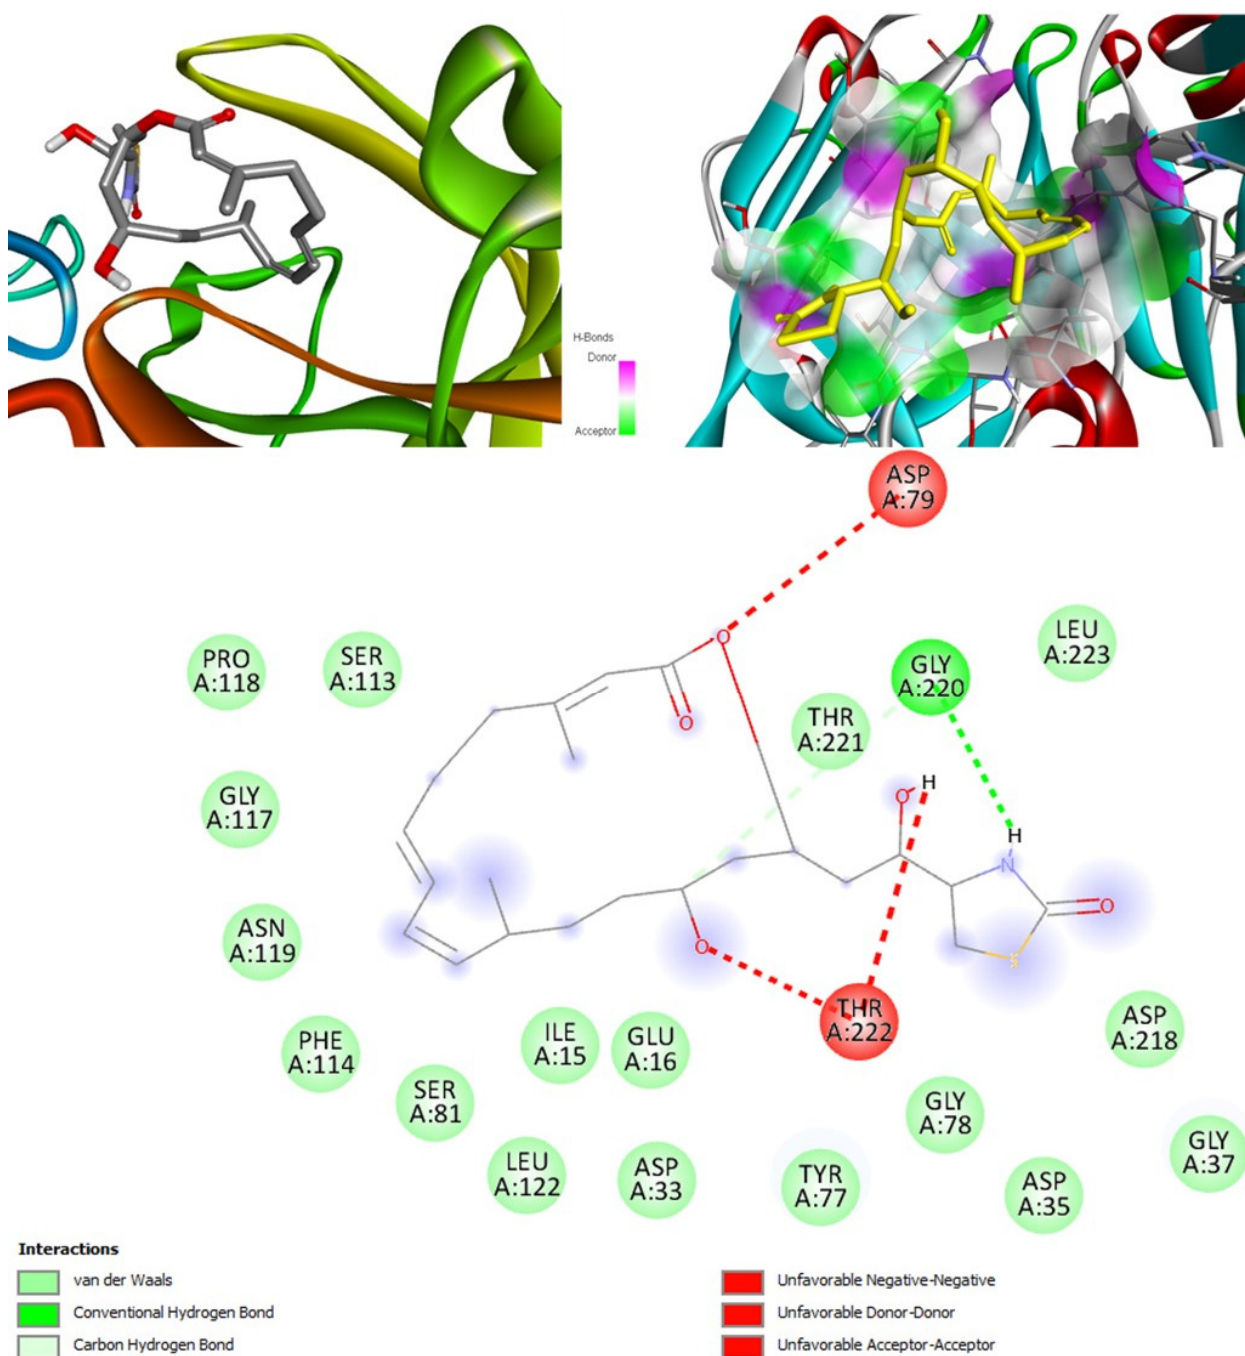 H-Bonds
Donor
Acceptor
ASP
A:79
PRO
A:118
SER
A:113
LEU
A:223
GLY
A:220
THR
A:221
O
O
GLY
A:117
O
H
H
N
O
S
ASN
A:119
O
THR
A:222
ASP
A:218
PHE
A:114
ILE
A:15
GLU
A:16
SER
A:81
GLY
A:78
GLY
A:37
LEU
A:122
ASP
A:33
TYR
A:77
ASP
A:35
Interactions
van der Waals
Conventional Hydrogen Bond
Carbon Hydrogen Bond
Unfavorable Negative-Negative
Unfavorable Donor-Donor
Unfavorable Acceptor-Acceptor